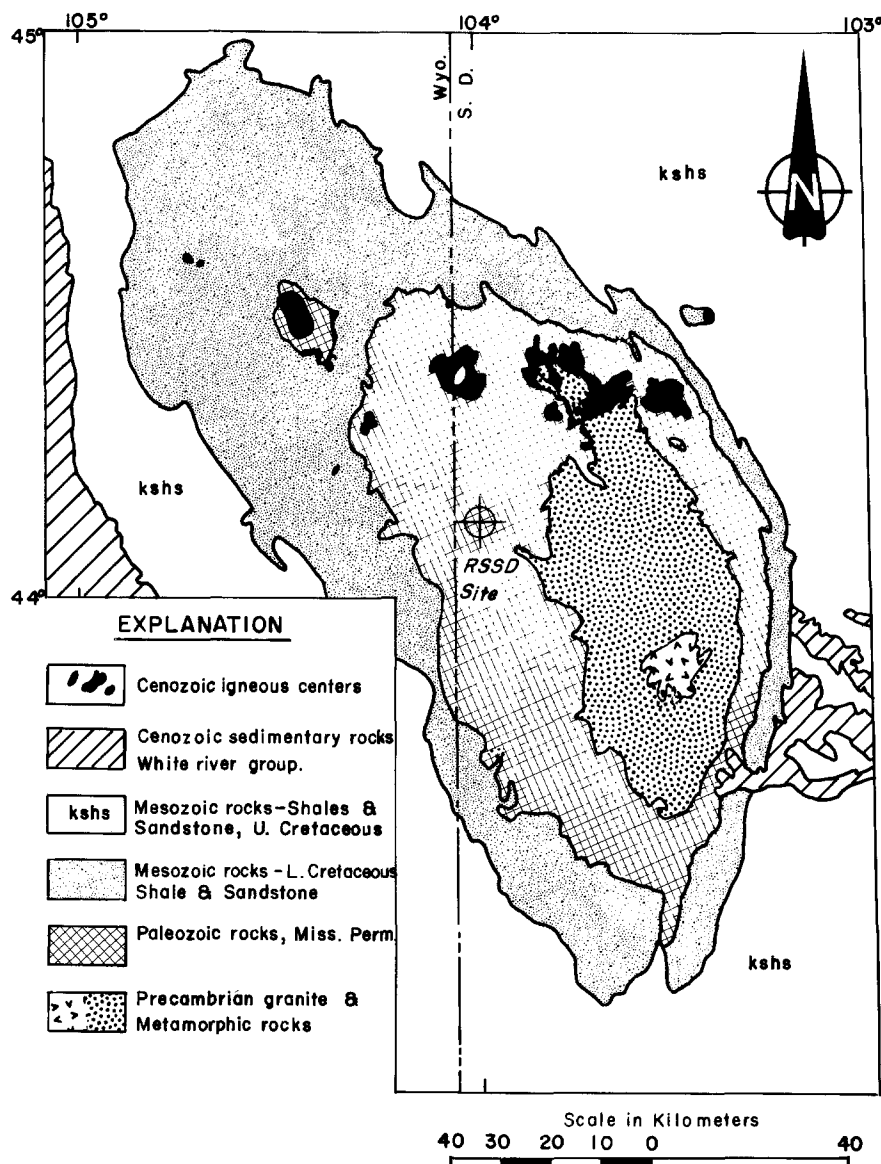 105°
104°
103°
45°
Wyo.
S. D.
kshs
N
kshs
RSSD
Site
44°
EXPLANATION
Cenozoic igneous centers
Cenozoic sedimentary rocks
White river group.
kshs
Mesozoic rocks-Shales &
Sandstone, U. Cretaceous
Mesozoic rocks - L. Cretaceous
Shale & Sandstone
Paleozoic rocks, Miss. Perm.
Precambrian granite &
Metamorphic rocks
kshs
Scale in Kilometers
40 30 20 10 0 40